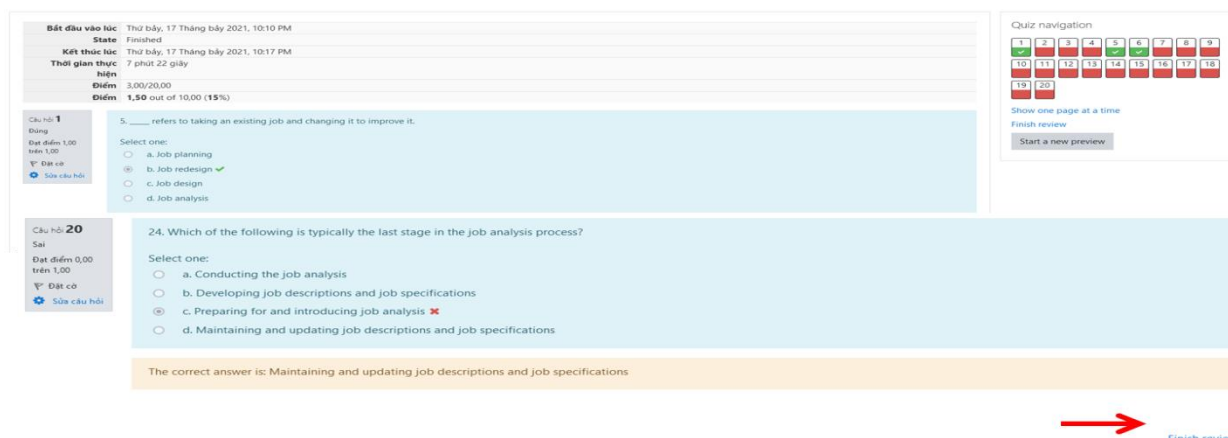 Bắt đầu vào lúc Thứ bảy, 17 Tháng bảy 2021, 10:10 PM
State Finished
Kết thúc lúc Thứ bảy, 17 Tháng bảy 2021, 10:17 PM
Thời gian thực hiện 7 phút 22 giây
Điểm 3,00/20,00
Điểm 1,50 out of 10,00 (15%)
Quiz navigation
1 2 3 4 5 6 7 8 9
10 11 12 13 14 15 16 17 18
19 20
Show one page at a time
Finish review
Start a new preview
Câu hỏi 1
Đúng
Đạt điểm 1,00
trên 1,00
Đặt cờ
Sửa câu hỏi
5. ____ refers to taking an existing job and changing it to improve it.
Select one:
a. Job planning
b. Job redesign
c. Job design
d. Job analysis
Câu hỏi 20
Sai
Đạt điểm 0,00
trên 1,00
Đặt cờ
Sửa câu hỏi
24. Which of the following is typically the last stage in the job analysis process?
Select one:
a. Conducting the job analysis
b. Developing job descriptions and job specifications
c. Preparing for and introducing job analysis
d. Maintaining and updating job descriptions and job specifications
The correct answer is: Maintaining and updating job descriptions and job specifications